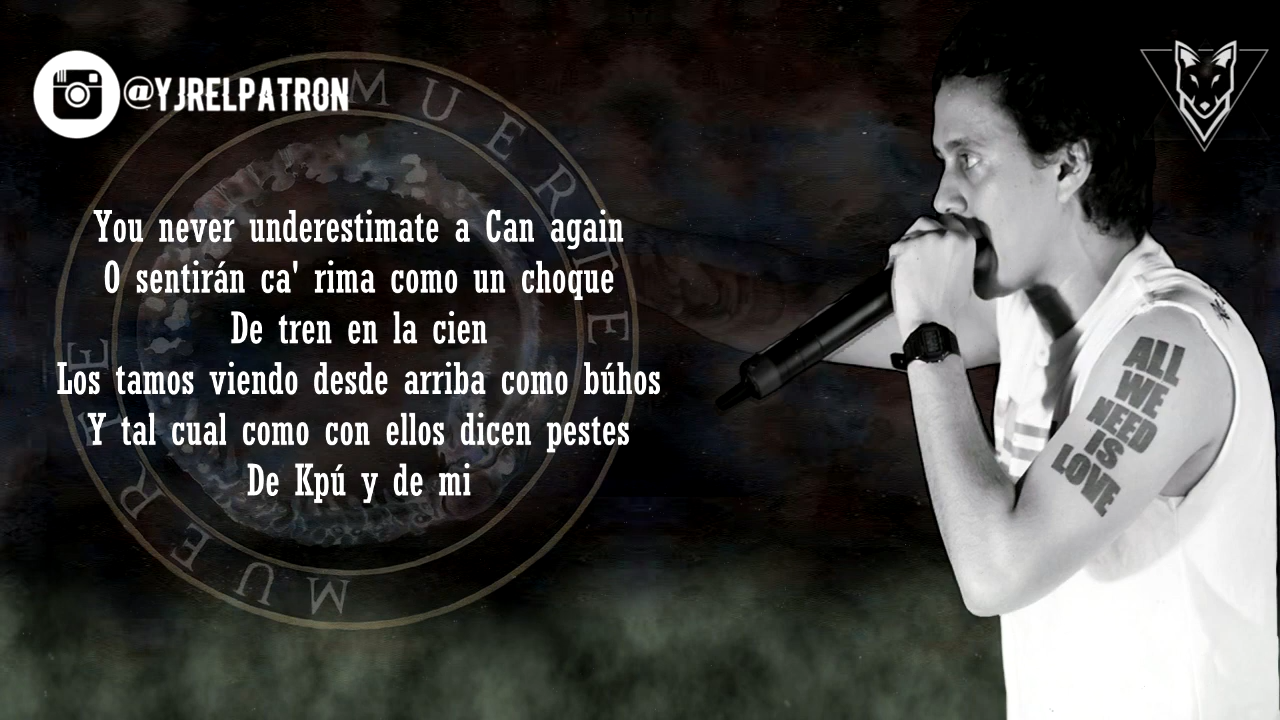 @YJRELPATRON
MUERTE
MUERTE
You never underestimate a Can again
O sentirán ca' rima como un choque
De tren en la cien
Los tamos viendo desde arriba como búhos
Y tal cual como con ellos dicen pestes
De Kpú y de mi
ALL
WE
NEED
IS
LOVE